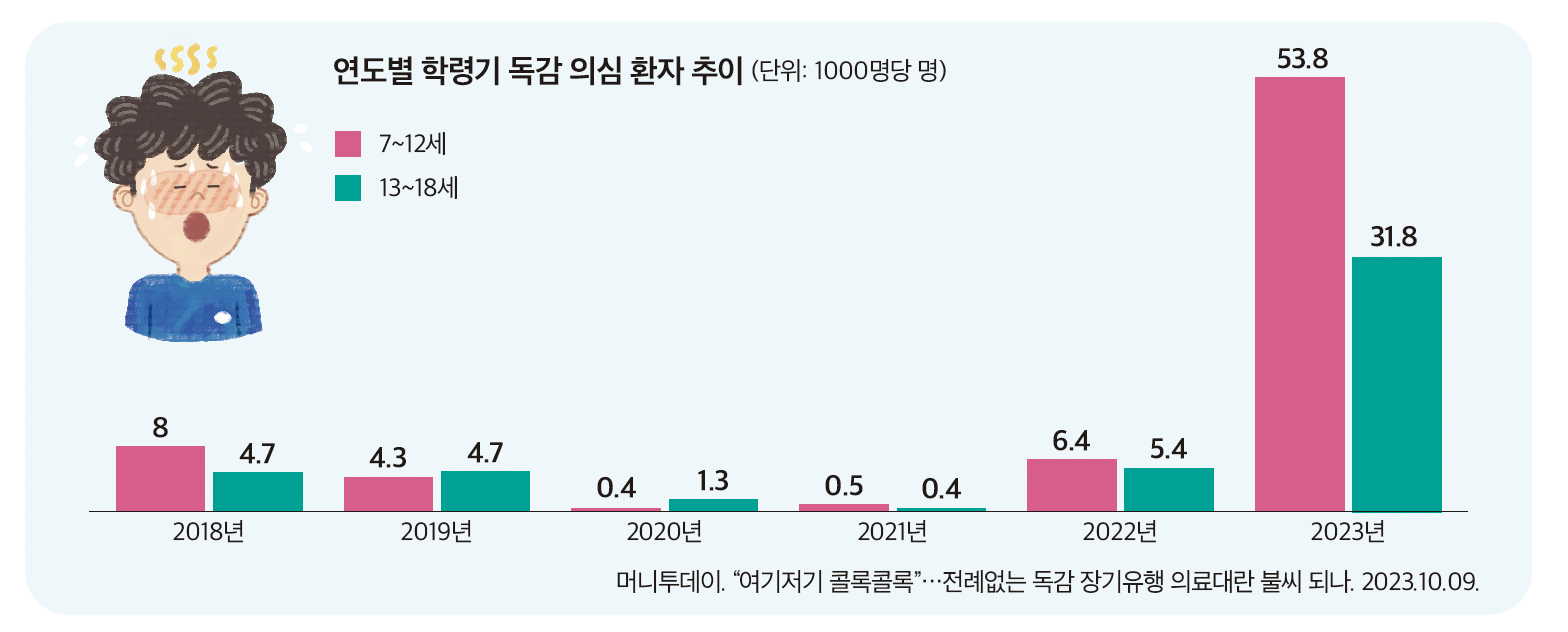 연도별 학령기 독감 의심 환자 추이 (단위: 1000명당 명)
7~12세
13~18세
8
4.7
4.3
4.7
0.4
1.3
0.5
0.4
6.4
5.4
53.8
31.8
2018년
2019년
2020년
2021년
2022년
2023년
머니투데이. “여기저기 콜록콜록”…전례없는 독감 장기유행 의료대란 불씨 되나. 2023.10.09.